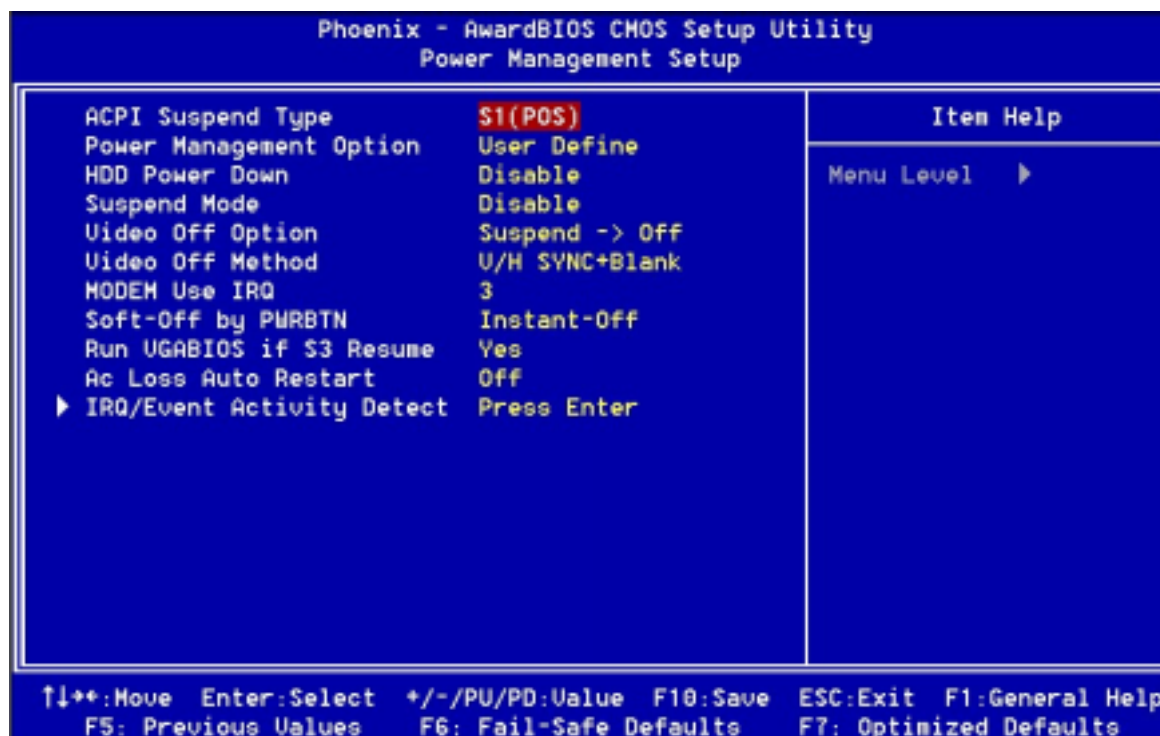 Phoenix - AwardBIOS CMOS Setup Utility
Power Management Setup
ACPI Suspend Type S1(POS)
Power Management Option User Define
HDD Power Down Disable
Suspend Mode Disable
Video Off Option Suspend -> Off
Video Off Method V/H SYNC+Blank
MODEM Use IRQ 3
Soft-Off by PWRBTN Instant-Off
Run VGABIOS if S3 Resume Yes
Ac Loss Auto Restart Off
IRQ/Event Activity Detect Press Enter
Item Help
Menu Level
↑↓→←:Move Enter:Select +/-/PU/PD:Value F10:Save ESC:Exit F1:General Help
F5: Previous Values F6: Fail-Safe Defaults F7: Optimized Defaults